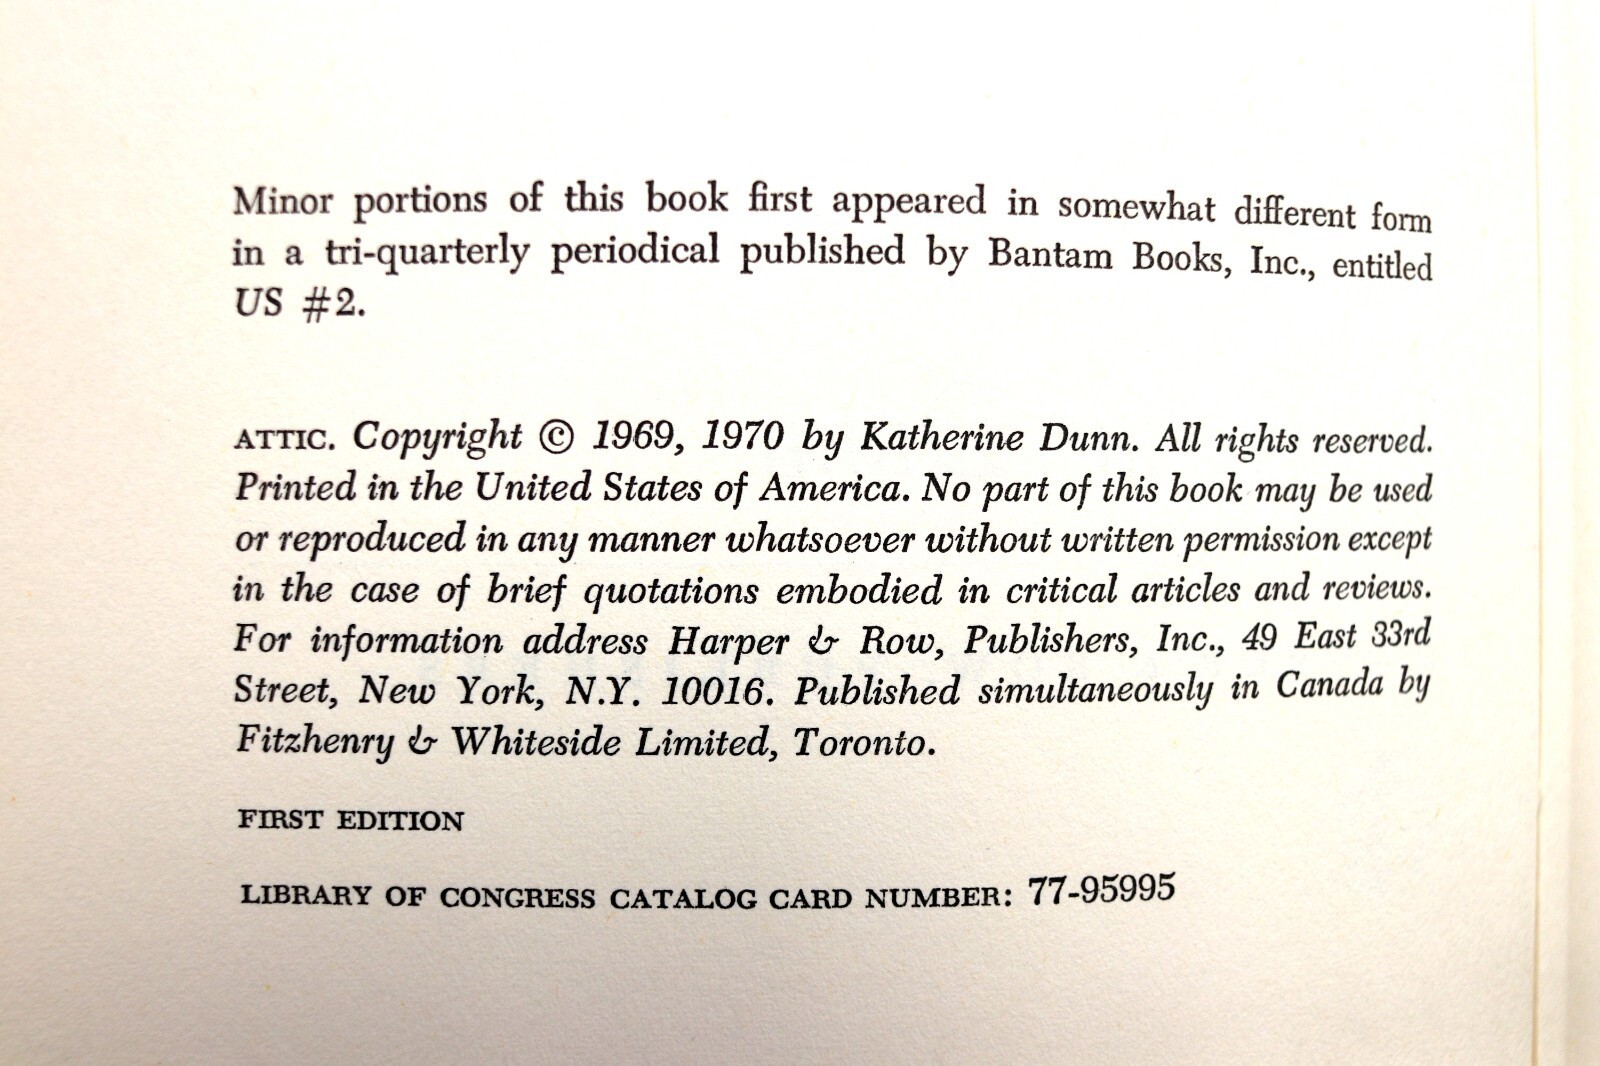 Minor portions of this book first appeared in somewhat different form
in a tri-quarterly periodical published by Bantam Books, Inc., entitled
US #2.
ATTIC. Copyright © 1969, 1970 by Katherine Dunn. All rights reserved.
Printed in the United States of America. No part of this book may be used
or reproduced in any manner whatsoever without written permission except
in the case of brief quotations embodied in critical articles and reviews.
For information address Harper & Row, Publishers, Inc., 49 East 33rd
Street, New York, N.Y. 10016. Published simultaneously in Canada by
Fitzhenry & Whiteside Limited, Toronto.
FIRST EDITION
LIBRARY OF CONGRESS CATALOG CARD NUMBER: 77-95995